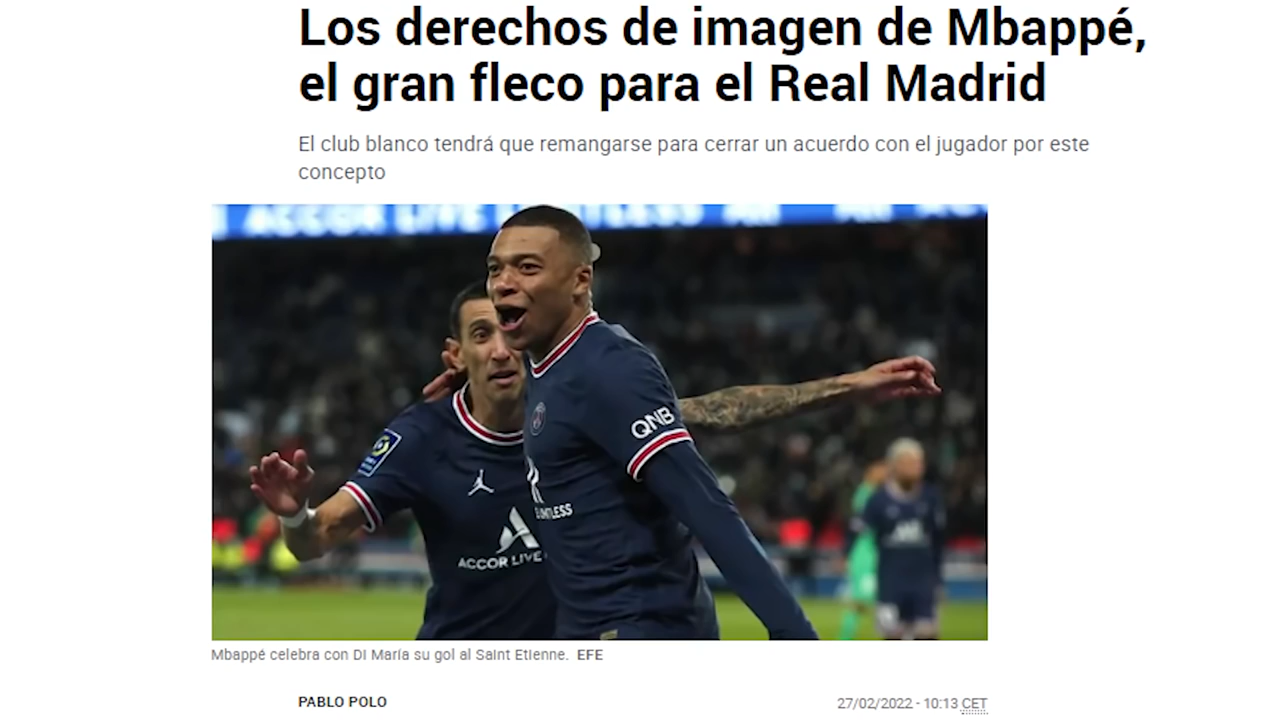 Los derechos de imagen de Mbappé,
el gran fleco para el Real Madrid
El club blanco tendrá que remangarse para cerrar un acuerdo con el jugador por este
concepto
ACCOR LIVE
QNB
ACCOR LIVE
Mbappé celebra con Di María su gol al Saint Etienne. EFE
PABLO POLO
27/02/2022 - 10:13 CET